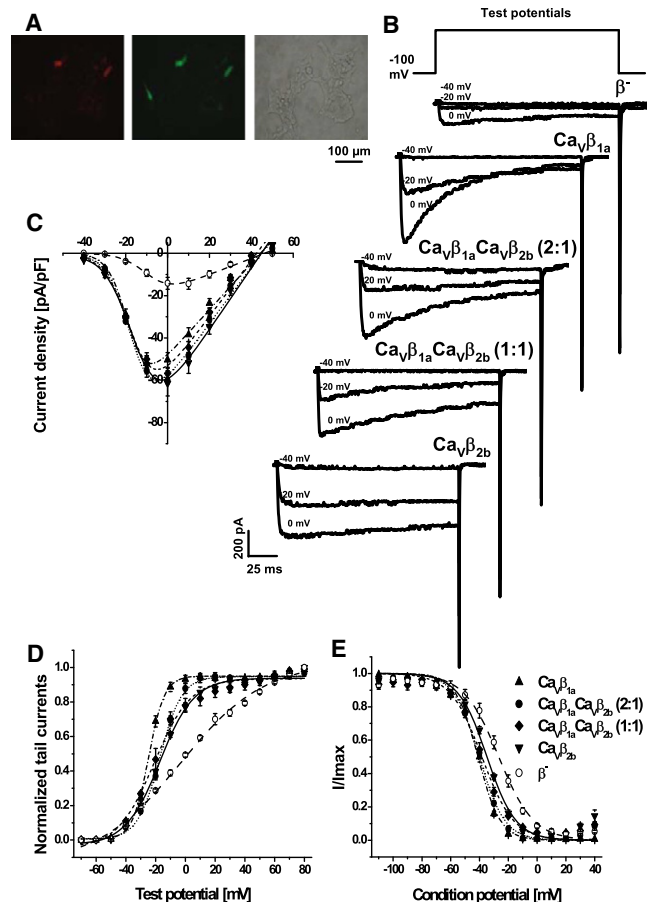 A
B
Test potentials
-100
mV
100 µm
-40 mV
-20 mV
0 mV
β⁻
-40 mV
Caᵥβ₁ₐ
-20 mV
0 mV
Caᵥβ₁ₐCaᵥβ₂b (2:1)
-40 mV
20 mV
0 mV
Caᵥβ₁ₐCaᵥβ₂b (1:1)
-40 mV
-20 mV
0 mV
Caᵥβ₂b
-40 mV
20 mV
0 mV
200 pA
25 ms
C
-40 -20 0 20 40 60
0
-20
-40
-60
-80
Current density [pA/pF]
D
1.0
0.8
0.6
0.4
0.2
0.0
Normalized tail currents
-60 -40 -20 0 20 40 60 80
Test potential [mV]
E
1.0
0.8
0.6
0.4
0.2
0.0
I/Imax
-100 -80 -60 -40 -20 0 20 40
Condition potential [mV]
Caᵥβ₁ₐ
Caᵥβ₁ₐCaᵥβ₂b (2:1)
Caᵥβ₁ₐCaᵥβ₂b (1:1)
Caᵥβ₂b
β⁻